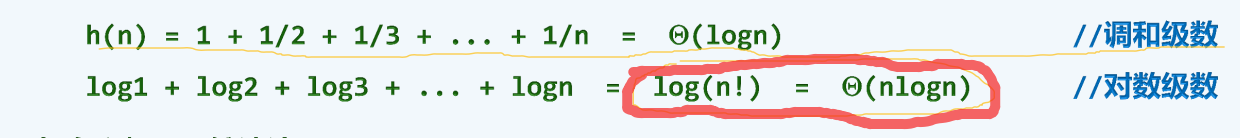 h(n) = 1 + 1/2 + 1/3 + ... + 1/n = Θ(logn) //调和级数
log1 + log2 + log3 + ... + logn = log(n!) = Θ(nlogn) //对数级数